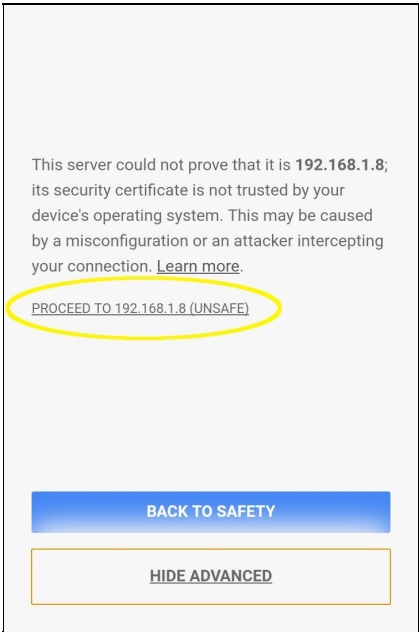 This server could not prove that it is 192.168.1.8;
its security certificate is not trusted by your
device's operating system. This may be caused
by a misconfiguration or an attacker intercepting
your connection. Learn more.
PROCEED TO 192.168.1.8 (UNSAFE)
BACK TO SAFETY
HIDE ADVANCED